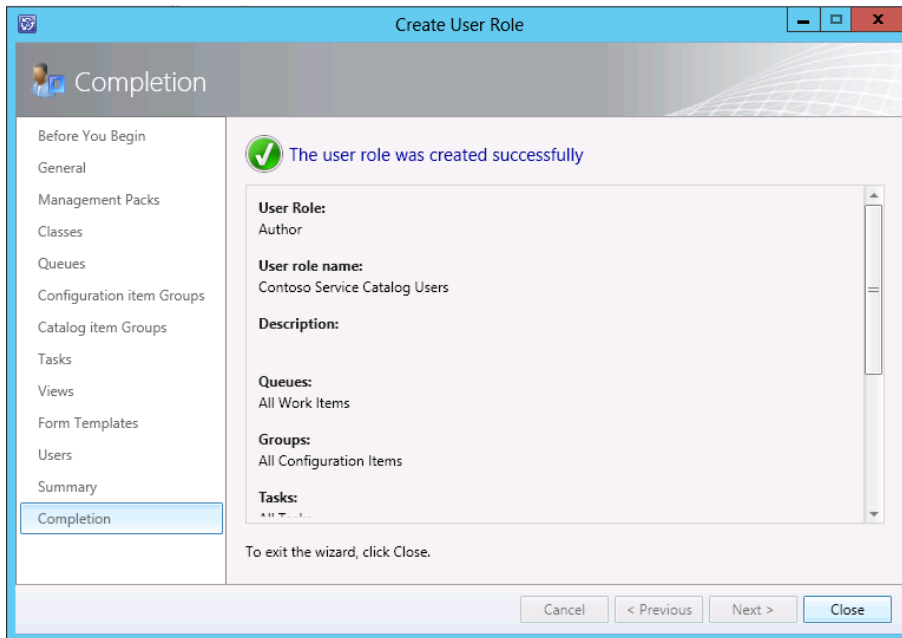 Create User Role
Completion
Before You Begin
General
Management Packs
Classes
Queues
Configuration item Groups
Catalog item Groups
Tasks
Views
Form Templates
Users
Summary
Completion
The user role was created successfully
User Role:
Author
User role name:
Contoso Service Catalog Users
Description:
Queues:
All Work Items
Groups:
All Configuration Items
Tasks:
All Tasks
To exit the wizard, click Close.
Cancel
< Previous
Next >
Close